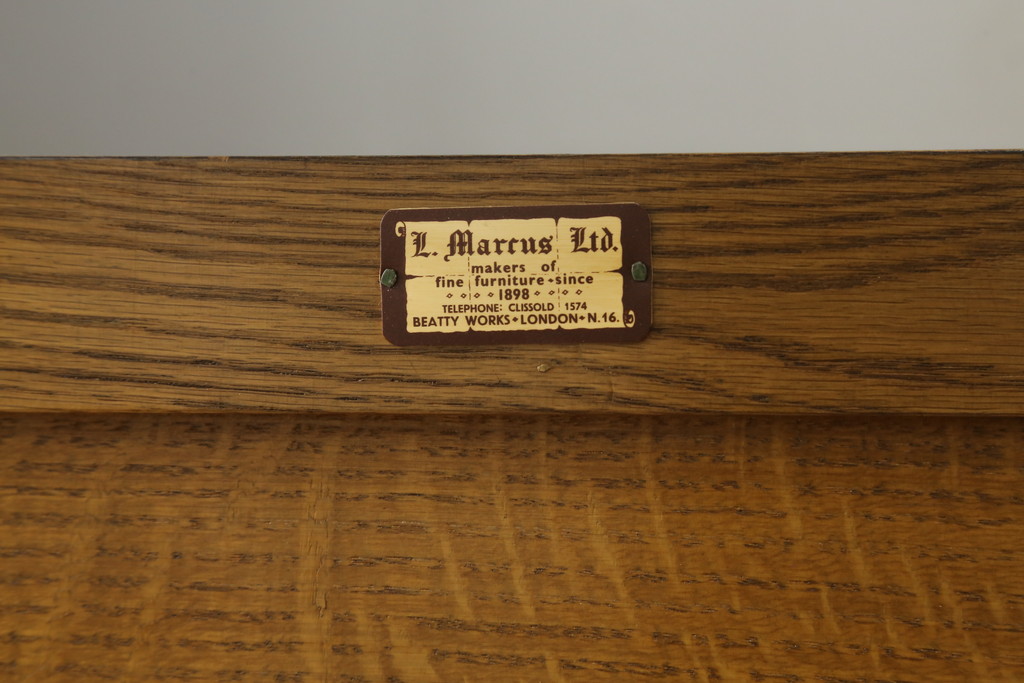 L. Marcus Ltd.
makers of
fine furniture • since
1898
TELEPHONE: CLISSOLD 1574
BEATTY WORKS • LONDON • N.16.